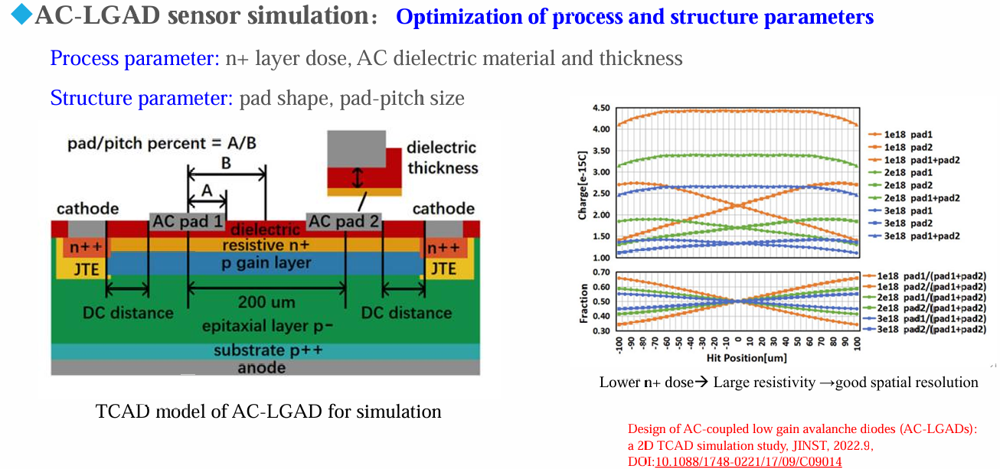 AC-LGAD sensor simulation： Optimization of process and structure parameters
Process parameter: n+ layer dose, AC dielectric material and thickness
Structure parameter: pad shape, pad-pitch size
pad/pitch percent = A/B
B
A
dielectric
thickness
cathode
cathode
AC pad 1
AC pad 2
dielectric
n++
resistive n+
n++
JTE
p gain layer
JTE
DC distance
200 um
DC distance
epitaxial layer p-
substrate p++
anode
TCAD model of AC-LGAD for simulation
Charge[e-15C]
4.50
4.00
3.50
3.00
2.50
2.00
1.50
1.00
1e18 pad1
1e18 pad2
1e18 pad1+pad2
2e18 pad1
2e18 pad2
2e18 pad1+pad2
3e18 pad1
3e18 pad2
3e18 pad1+pad2
Fraction
0.70
0.60
0.50
0.40
0.30
1e18 pad1/(pad1+pad2)
1e18 pad2/(pad1+pad2)
2e18 pad1/(pad1+pad2)
2e18 pad2/(pad1+pad2)
3e18 pad1/(pad1+pad2)
3e18 pad2/(pad1+pad2)
-100 -90 -80 -70 -60 -50 -40 -30 -20 -10 0 10 20 30 40 50 60 70 80 90 100
Hit Position[um]
Lower n+ dose→ Large resistivity →good spatial resolution
Design of AC-coupled low gain avalanche diodes (AC-LGADs):
a 2D TCAD simulation study, JINST, 2022.9,
DOI:10.1088/1748-0221/17/09/C09014